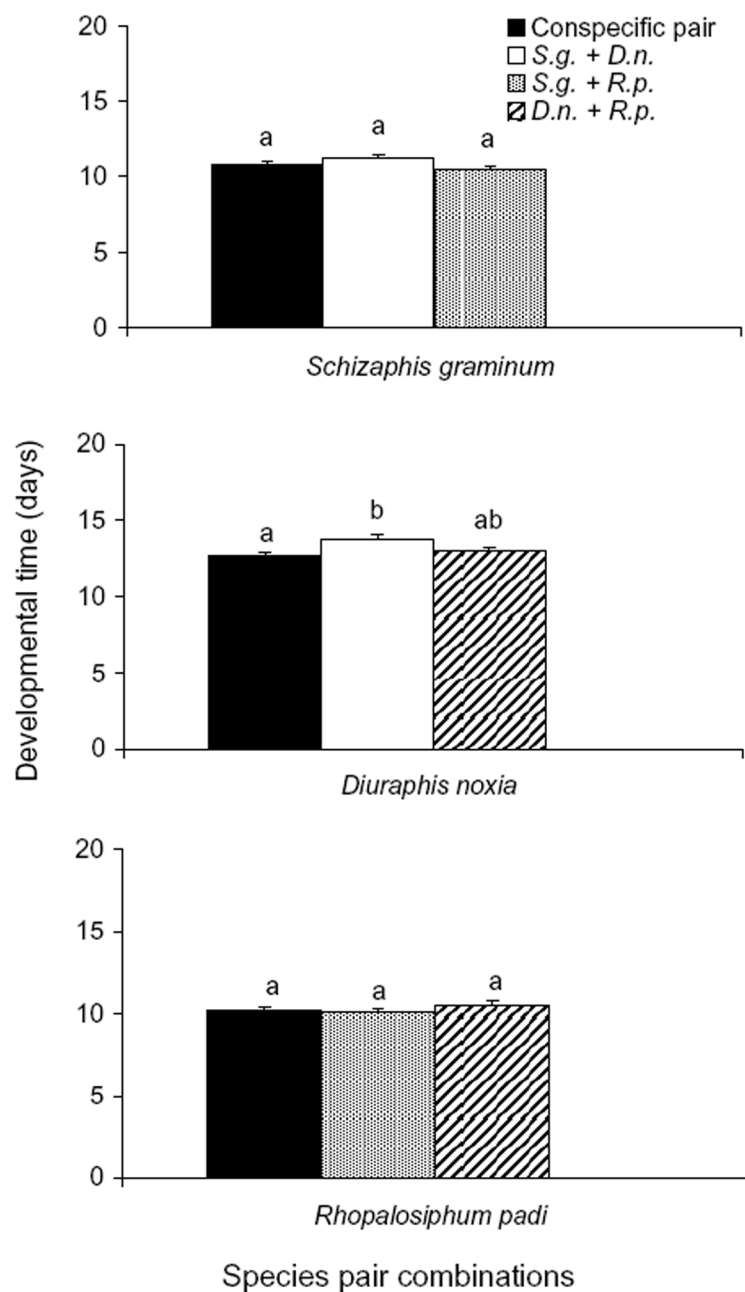 20
15
10
5
0
Conspecific pair
S.g. + D.n.
S.g. + R.p.
D.n. + R.p.
a
a
a
Schizaphis graminum
Developmental time (days)
20
15
10
5
0
a
b
ab
Diuraphis noxia
20
15
10
5
0
a
a
a
Rhopalosiphum padi
Species pair combinations